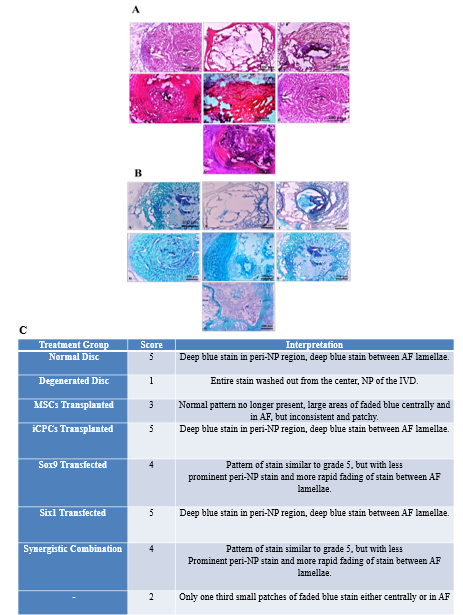 A
B
C
Treatment Group Score Interpretation
Normal Disc 5 Deep blue stain in peri-NP region, deep blue stain between AF lamellae.
Degenerated Disc 1 Entire stain washed out from the center, NP of the IVD.
MSCs Transplanted 3 Normal pattern no longer present, large areas of faded blue centrally and
in AF, but inconsistent and patchy.
iCPCs Transplanted 5 Deep blue stain in peri-NP region, deep blue stain between AF lamellae.
Sox9 Transfected 4 Pattern of stain similar to grade 5, but with less
prominent peri-NP stain and more rapid fading of stain between AF
lamellae.
Six1 Transfected 5 Deep blue stain in peri-NP region, deep blue stain between AF lamellae.
Synergistic Combination 4 Pattern of stain similar to grade 5, but with less
Prominent peri-NP stain and more rapid fading of stain between AF
lamellae.
- 2 Only one third small patches of faded blue stain either centrally or in AF